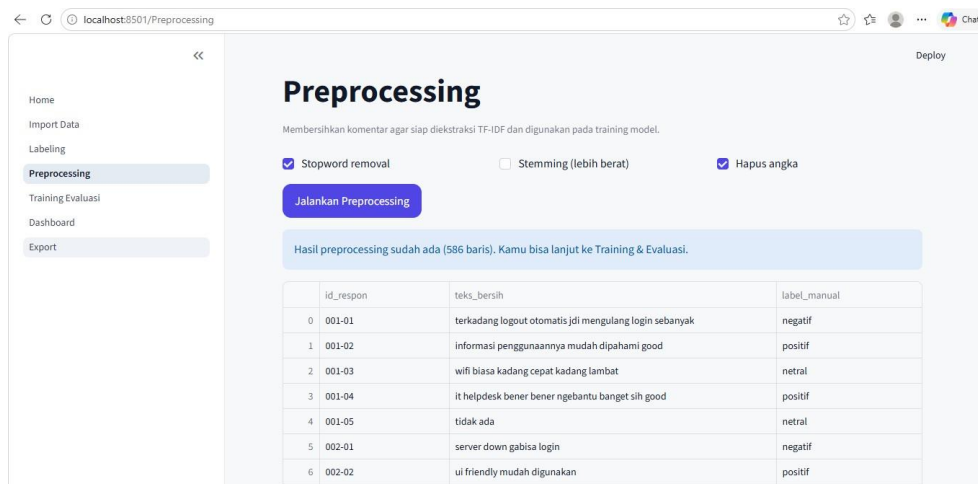 localhost:8501/Preprocessing
Chat
Deploy
Home
Import Data
Labeling
Preprocessing
Training Evaluasi
Dashboard
Export
Preprocessing
Membersihkan komentar agar siap diekstraksi TF-IDF dan digunakan pada training model.
Stopword removal Stemming (lebih berat) Hapus angka
Jalankan Preprocessing
Hasil preprocessing sudah ada (586 baris). Kamu bisa lanjut ke Training & Evaluasi.
id_respon teks_bersih label_manual
0 001-01 terkadang logout otomatis jdi mengulang login sebanyak negatif
1 001-02 informasi penggunaannya mudah dipahami good positif
2 001-03 wifi biasa kadang cepat kadang lambat netral
3 001-04 it helpdesk bener bener ngebantu banget sih good positif
4 001-05 tidak ada netral
5 002-01 server down gabisa login negatif
6 002-02 ui friendly mudah digunakan positif